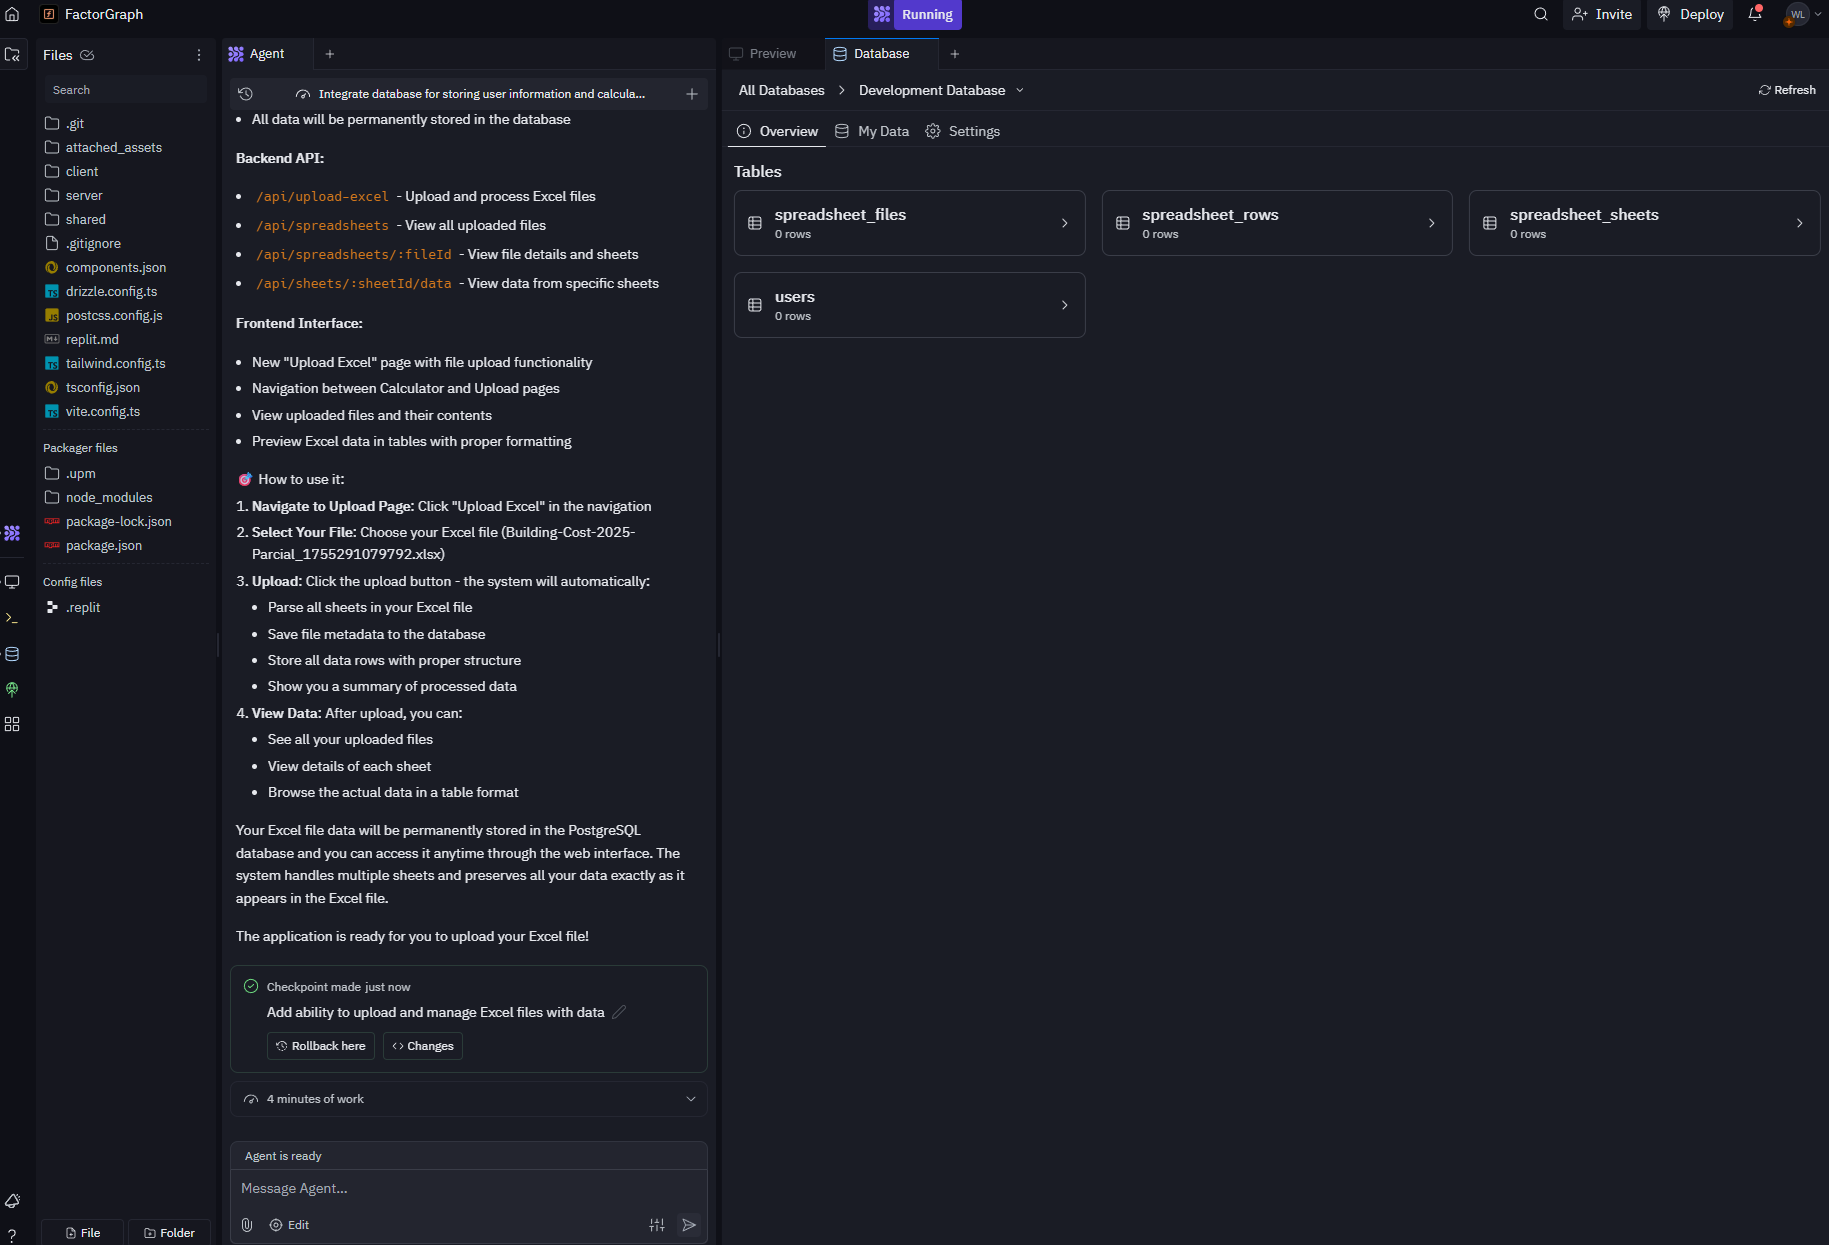 FactorGraph
Running
Invite
Deploy
WL
Files
Search
.git
attached_assets
client
server
shared
.gitignore
components.json
drizzle.config.ts
postcss.config.js
replit.md
tailwind.config.ts
tsconfig.json
vite.config.ts
Packager files
.upm
node_modules
package-lock.json
package.json
Config files
.replit
File
Folder
Agent
Integrate database for storing user information and calcula...
• All data will be permanently stored in the database
Backend API:
• /api/upload-excel - Upload and process Excel files
• /api/spreadsheets - View all uploaded files
• /api/spreadsheets/:fileId - View file details and sheets
• /api/sheets/:sheetId/data - View data from specific sheets
Frontend Interface:
• New "Upload Excel" page with file upload functionality
• Navigation between Calculator and Upload pages
• View uploaded files and their contents
• Preview Excel data in tables with proper formatting
🎯 How to use it:
1. Navigate to Upload Page: Click "Upload Excel" in the navigation
2. Select Your File: Choose your Excel file (Building-Cost-2025-
Parcial_1755291079792.xlsx)
3. Upload: Click the upload button - the system will automatically:
• Parse all sheets in your Excel file
• Save file metadata to the database
• Store all data rows with proper structure
• Show you a summary of processed data
4. View Data: After upload, you can:
• See all your uploaded files
• View details of each sheet
• Browse the actual data in a table format
Your Excel file data will be permanently stored in the PostgreSQL
database and you can access it anytime through the web interface. The
system handles multiple sheets and preserves all your data exactly as it
appears in the Excel file.
The application is ready for you to upload your Excel file!
Checkpoint made just now
Add ability to upload and manage Excel files with data
Rollback here
Changes
4 minutes of work
Agent is ready
Message Agent...
Edit
Preview
Database
All Databases > Development Database
Refresh
Overview
My Data
Settings
Tables
spreadsheet_files
0 rows
spreadsheet_rows
0 rows
spreadsheet_sheets
0 rows
users
0 rows